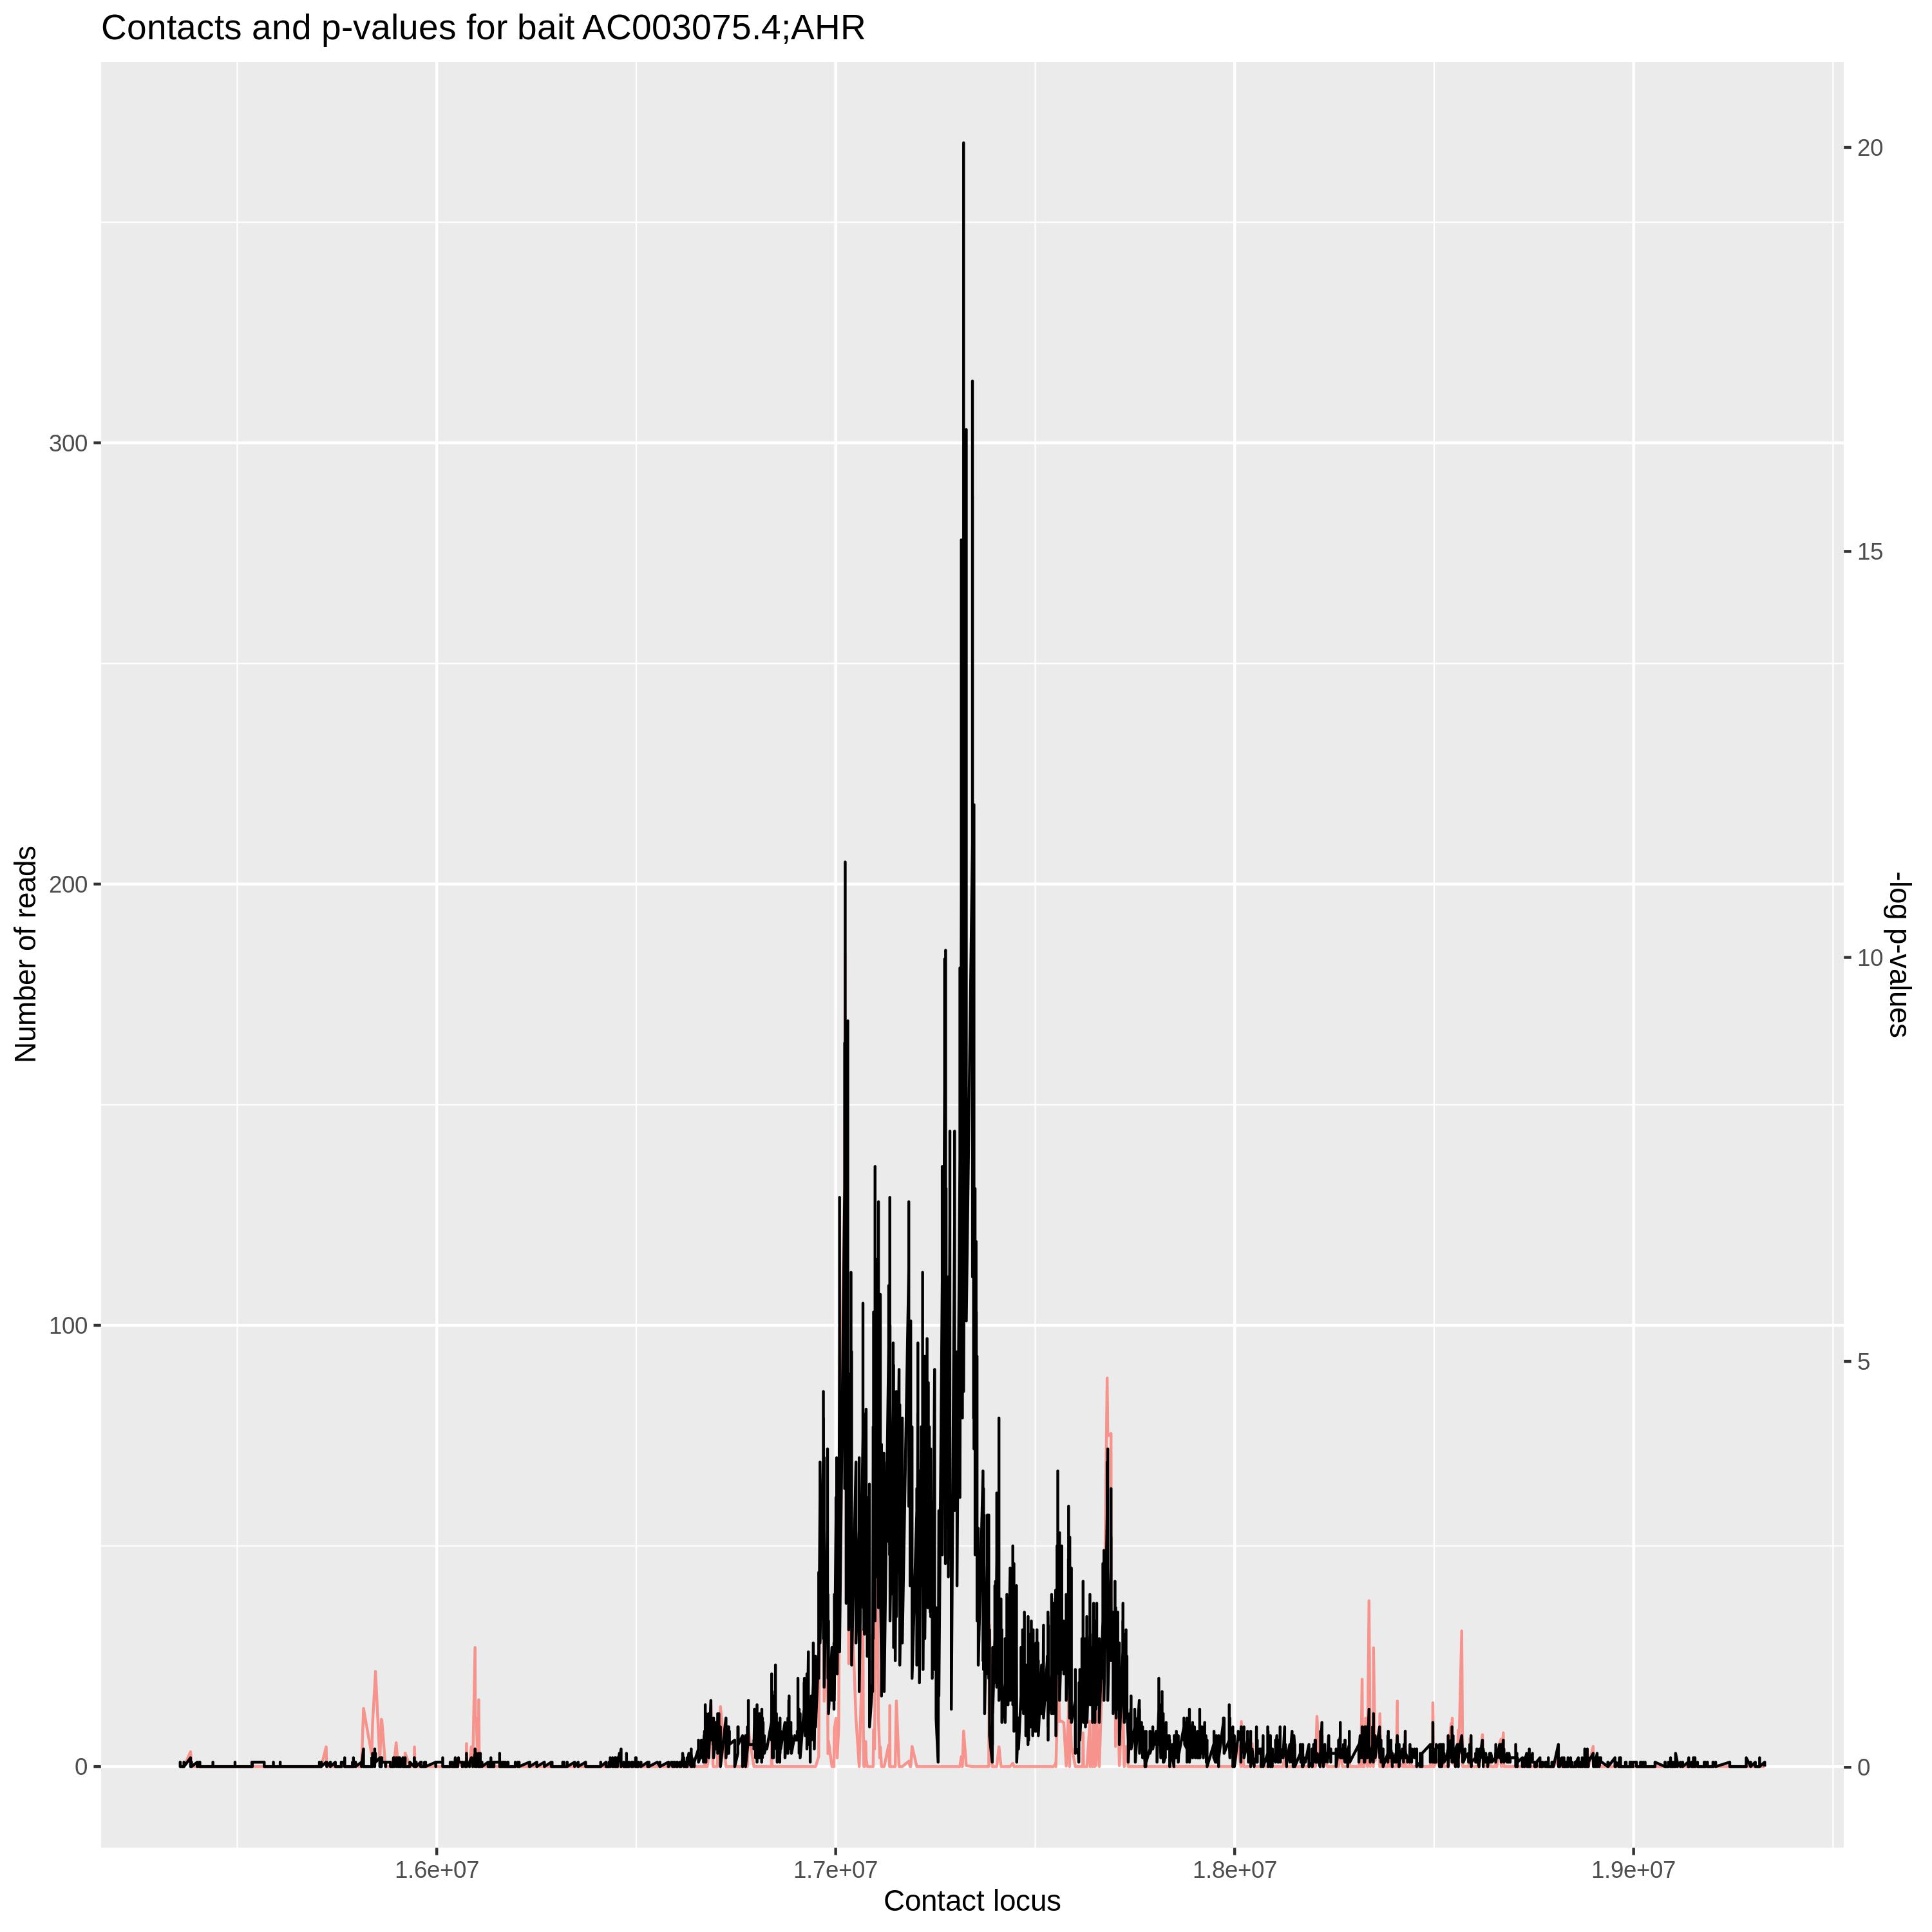 Contacts and p-values for bait AC003075.4;AHR
Number of reads
300
200
100
0
20
15
10
5
0
-log p-values
1.6e+07
1.7e+07
1.8e+07
1.9e+07
Contact locus